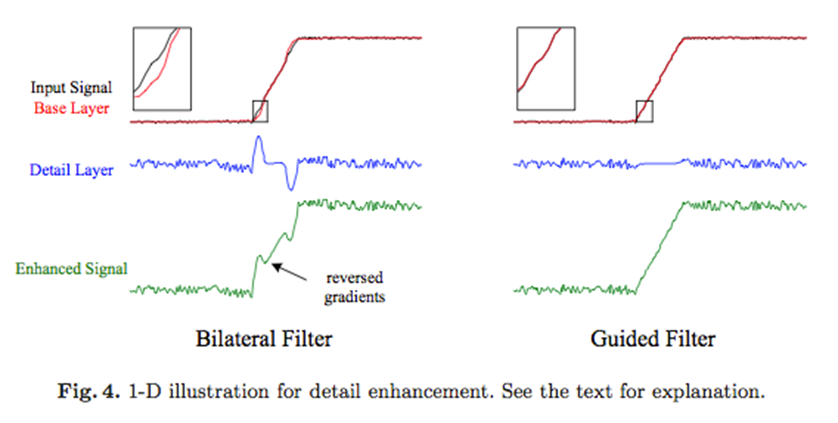 Input Signal
Base Layer
Detail Layer
Enhanced Signal
reversed
gradients
Bilateral Filter
Guided Filter
Fig. 4. 1-D illustration for detail enhancement. See the text for explanation.